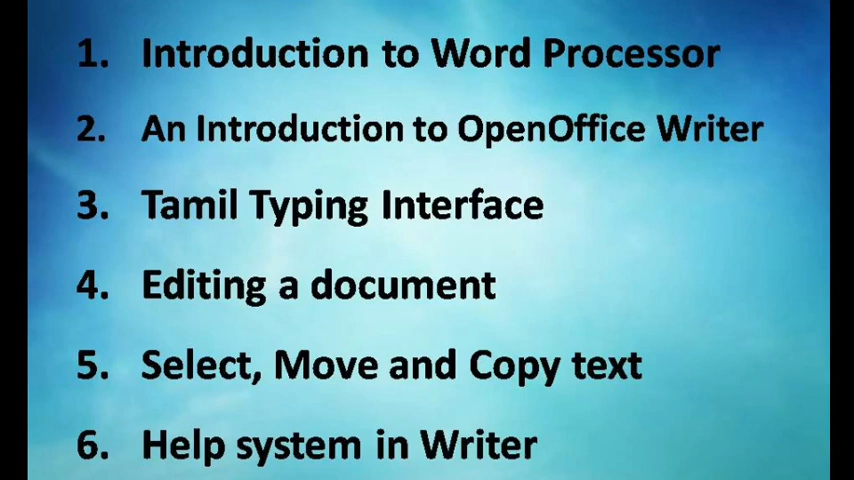 1. Introduction to Word Processor
2. An Introduction to OpenOffice Writer
3. Tamil Typing Interface
4. Editing a document
5. Select, Move and Copy text
6. Help system in Writer